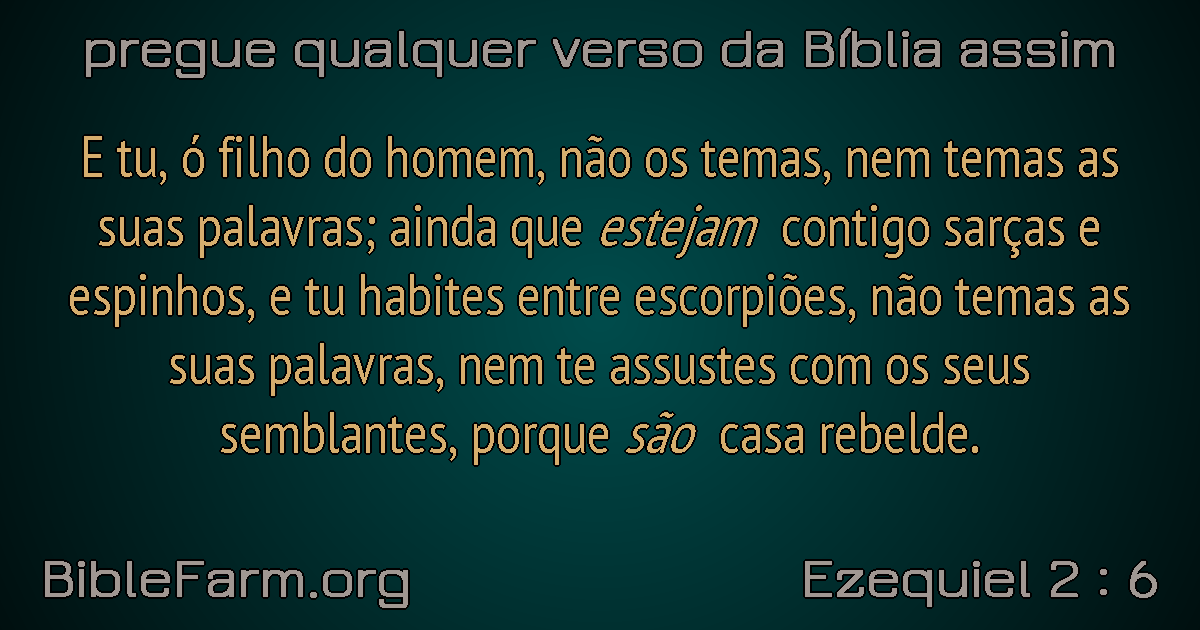 pregue qualquer verso da Bíblia assim
E tu, ó filho do homem, não os temas, nem temas as
suas palavras; ainda que estejam contigo sarças e
espinhos, e tu habites entre escorpiões, não temas as
suas palavras, nem te assustes com os seus
semblantes, porque são casa rebelde.
BibleFarm.org
Ezequiel 2 : 6